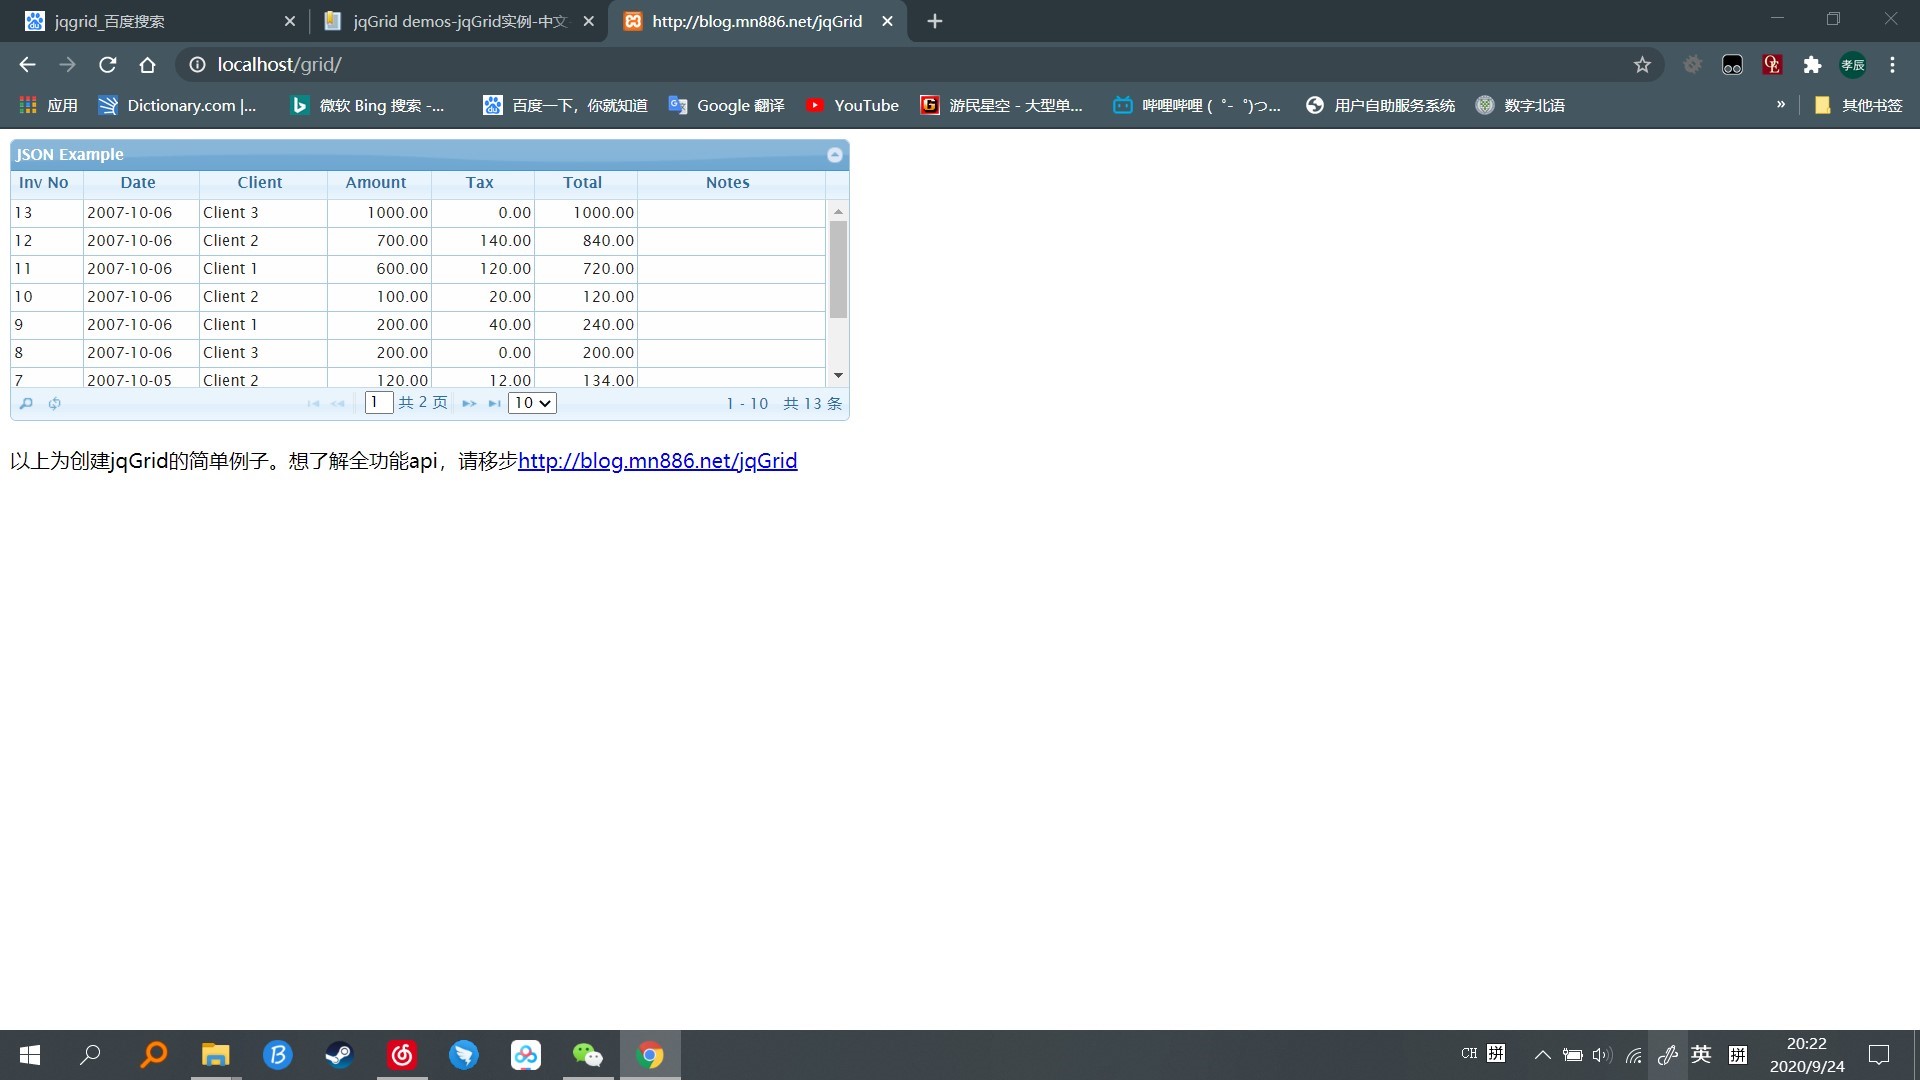 jqgrid_百度搜索
jqGrid demos-jqGrid实例-中文
http://blog.mn886.net/jqGrid
localhost/grid/
孝辰
应用
Dictionary.com |...
微软 Bing 搜索 -...
百度一下，你就知道
Google 翻译
YouTube
游民星空 - 大型单...
哔哩哔哩 ( ゜- ゜)つ...
用户自助服务系统
数字北语
»
其他书签
JSON Example
Inv No Date Client Amount Tax Total Notes
13 2007-10-06 Client 3 1000.00 0.00 1000.00
12 2007-10-06 Client 2 700.00 140.00 840.00
11 2007-10-06 Client 1 600.00 120.00 720.00
10 2007-10-06 Client 2 100.00 20.00 120.00
9 2007-10-06 Client 1 200.00 40.00 240.00
8 2007-10-06 Client 3 200.00 0.00 200.00
7 2007-10-05 Client 2 120.00 12.00 134.00
1 共 2 页 10 1 - 10 共 13 条
以上为创建jqGrid的简单例子。想了解全功能api，请移步http://blog.mn886.net/jqGrid
CH 拼 英 拼
20:22
2020/9/24